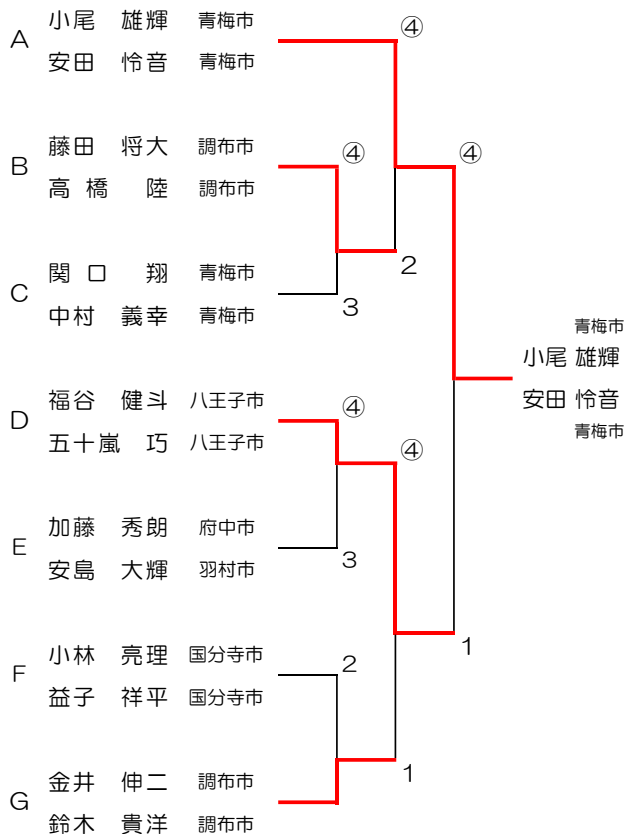 A 小尾 雄輝 青梅市 ④
安田 怜音 青梅市
B 藤田 将大 調布市 ④ ④
高橋 陸 調布市
2
C 関口 翔 青梅市
中村 義幸 青梅市 3
青梅市
小尾 雄輝
安田 怜音
青梅市
D 福谷 健斗 八王子市 ④
五十嵐 巧 八王子市 ④
E 加藤 秀朗 府中市
安島 大輝 羽村市 3
1
F 小林 亮理 国分寺市 2
益子 祥平 国分寺市
1
G 金井 伸二 調布市
鈴木 貴洋 調布市